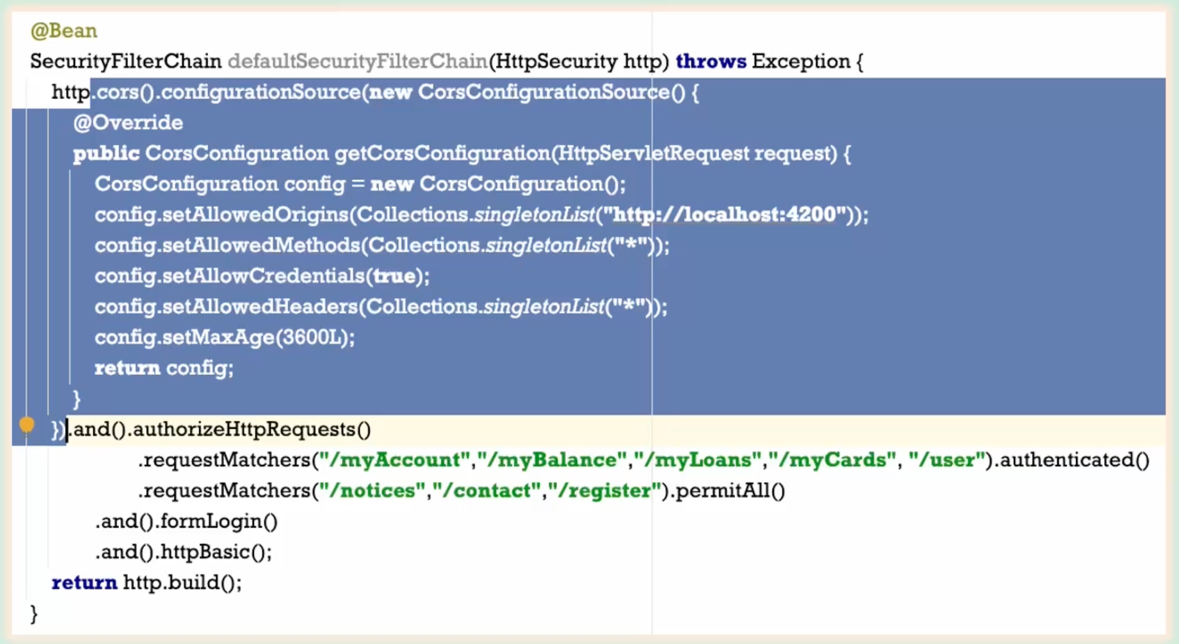 @Bean
SecurityFilterChain defaultSecurityFilterChain(HttpSecurity http) throws Exception {
http.cors().configurationSource(new CorsConfigurationSource() {
@Override
public CorsConfiguration getCorsConfiguration(HttpServletRequest request) {
CorsConfiguration config = new CorsConfiguration();
config.setAllowedOrigins(Collections.singletonList("http://localhost:4200"));
config.setAllowedMethods(Collections.singletonList("*"));
config.setAllowCredentials(true);
config.setAllowedHeaders(Collections.singletonList("*"));
config.setMaxAge(3600L);
return config;
}
}).and().authorizeHttpRequests()
.requestMatchers("/myAccount","/myBalance","/myLoans","/myCards", "/user").authenticated()
.requestMatchers("/notices","/contact","/register").permitAll()
.and().formLogin()
.and().httpBasic();
return http.build();
}